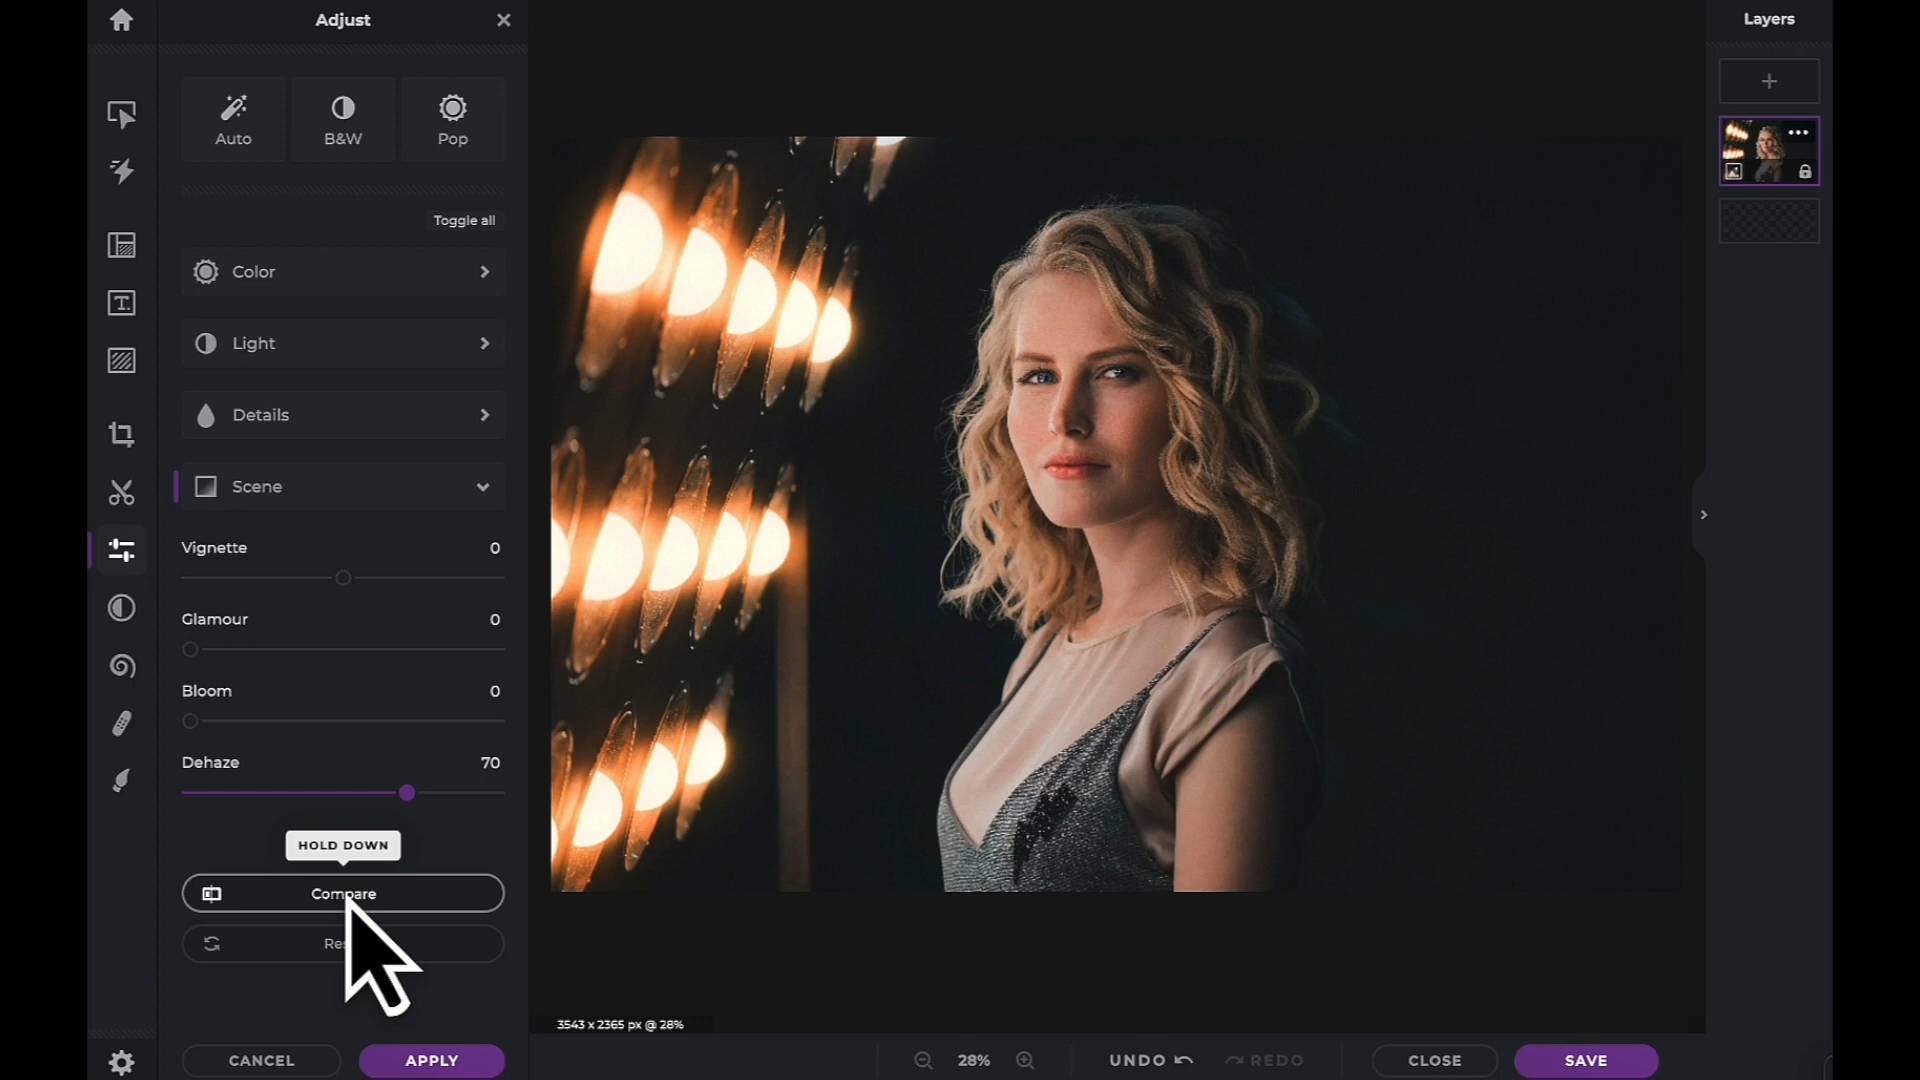 Adjust
Layers
Auto
B&W
Pop
Toggle all
Color
Light
Details
Scene
Vignette 0
Glamour 0
Bloom 0
Dehaze 70
HOLD DOWN
Compare
3543 x 2365 px @ 28%
CANCEL
APPLY
28%
UNDO
REDO
CLOSE
SAVE